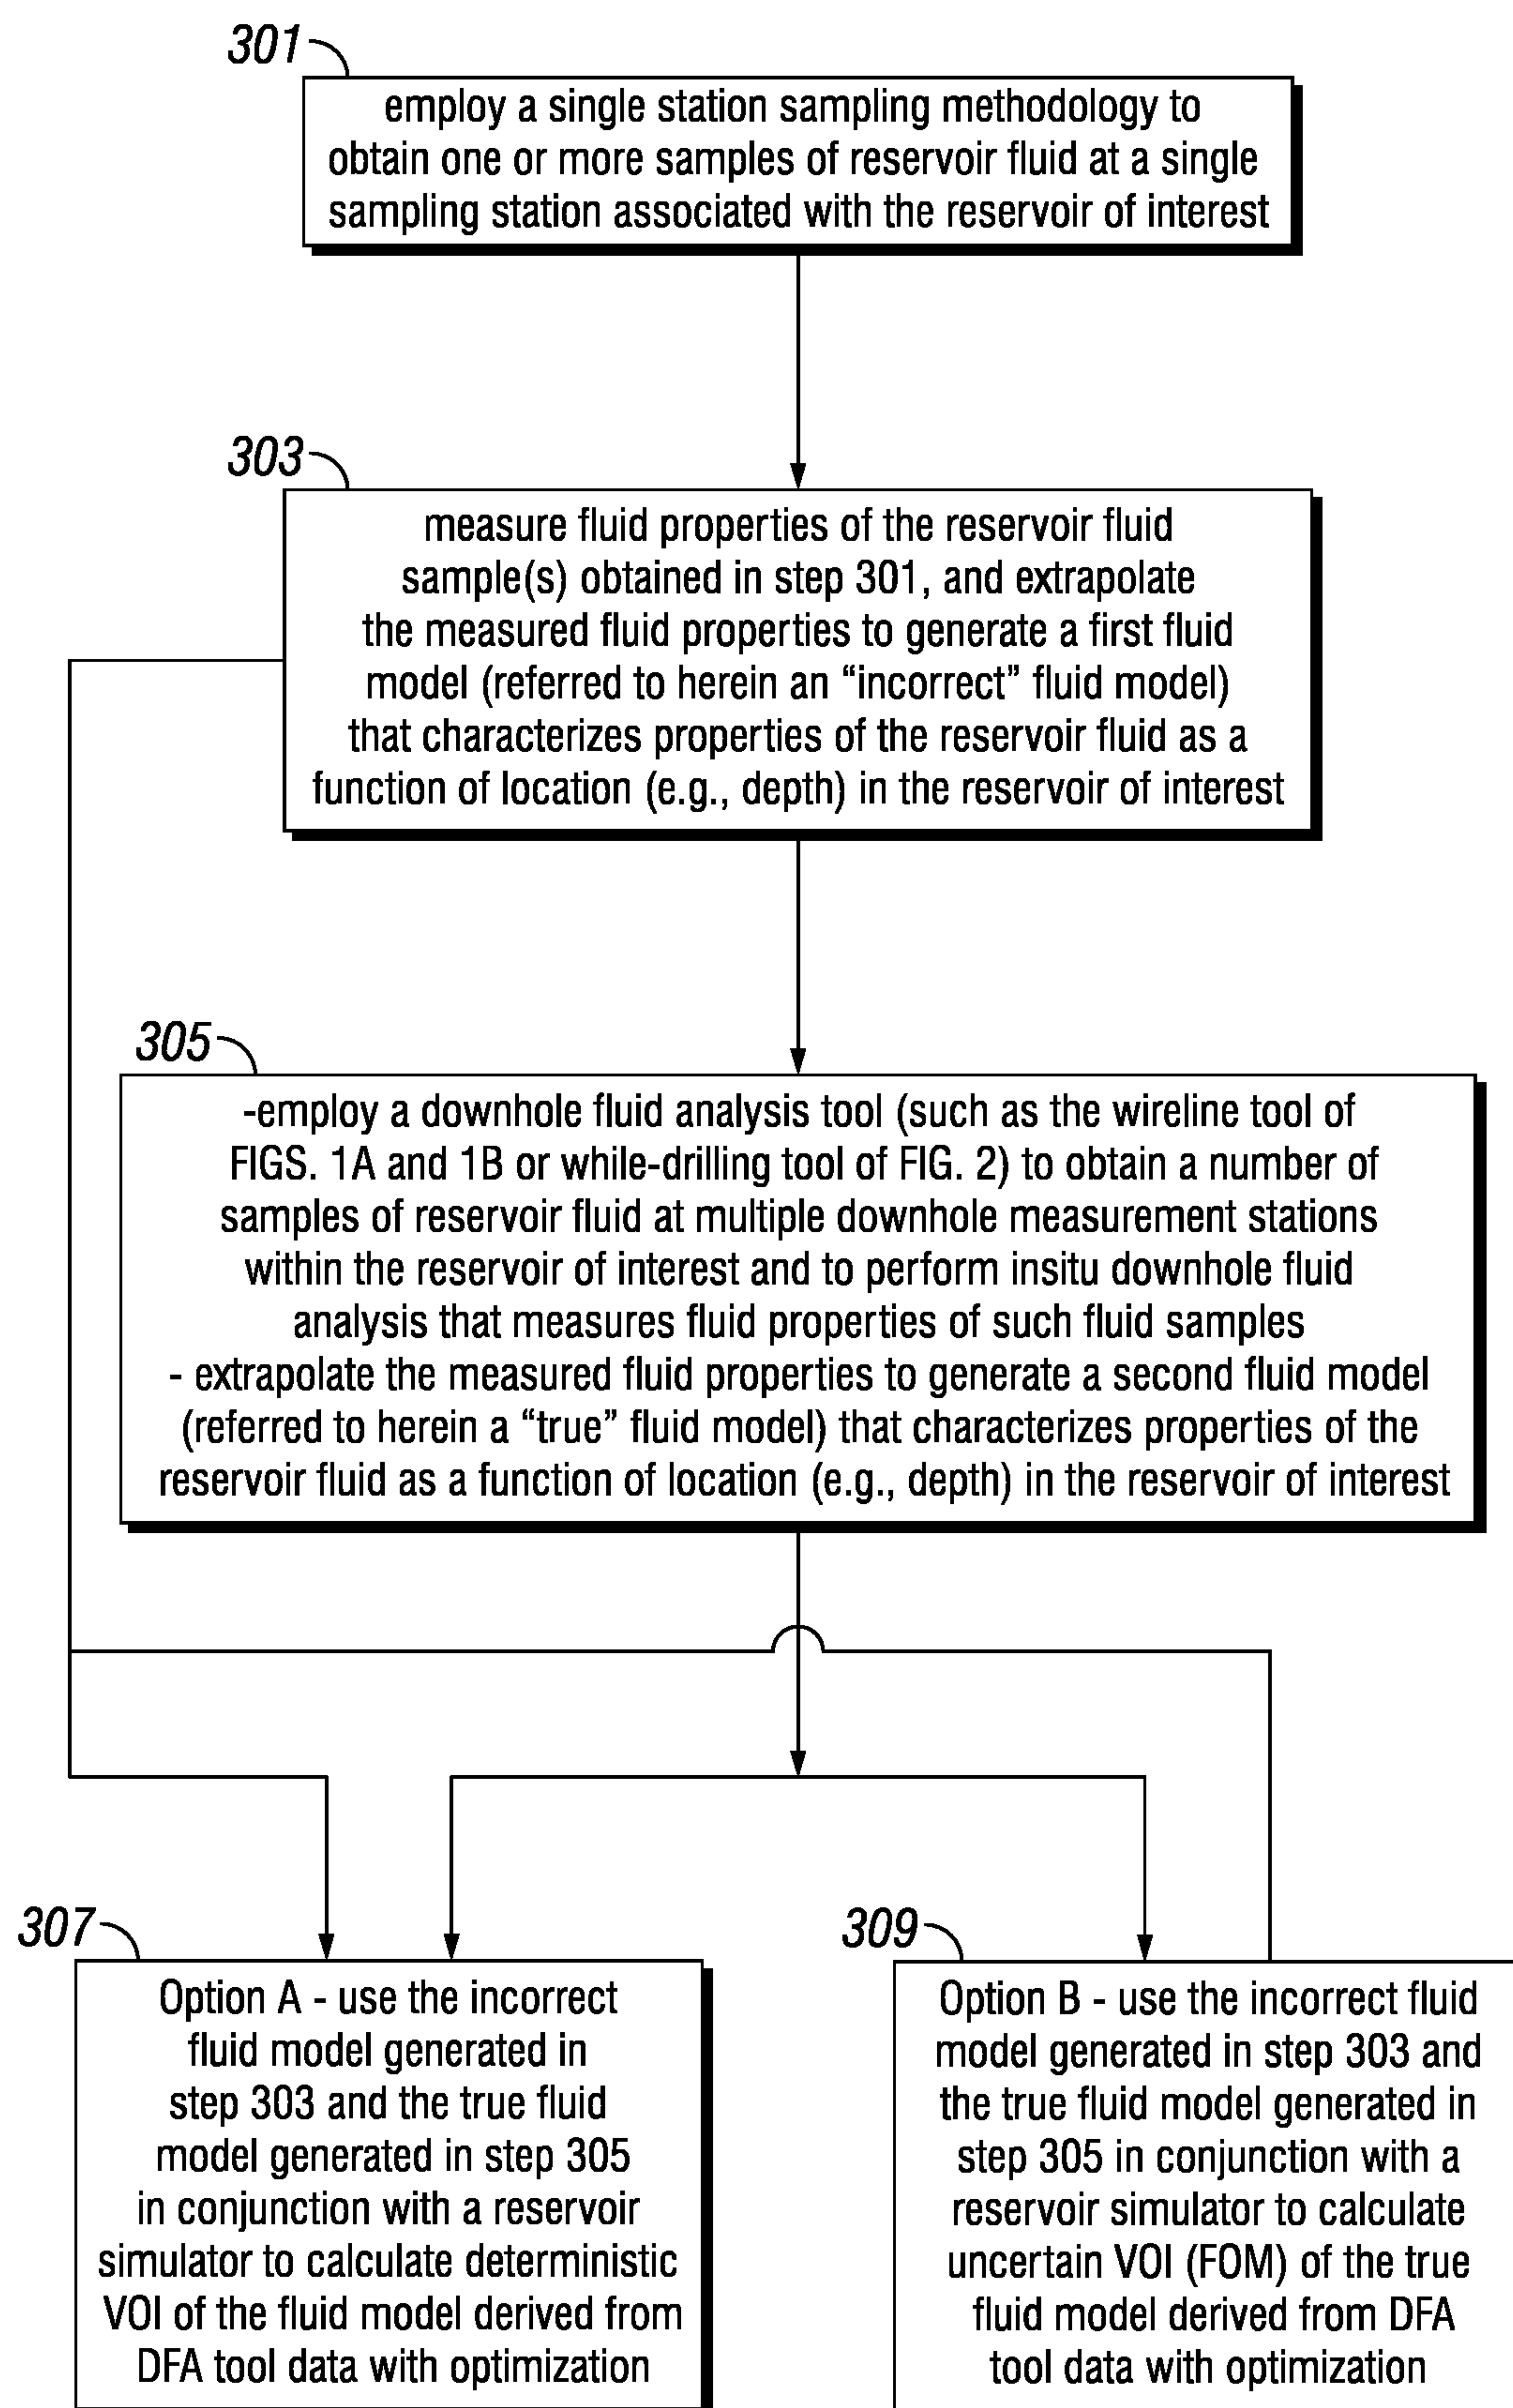 301
employ a single station sampling methodology to
obtain one or more samples of reservoir fluid at a single
sampling station associated with the reservoir of interest
303
measure fluid properties of the reservoir fluid
sample(s) obtained in step 301, and extrapolate
the measured fluid properties to generate a first fluid
model (referred to herein an “incorrect” fluid model)
that characterizes properties of the reservoir fluid as a
function of location (e.g., depth) in the reservoir of interest
305
-employ a downhole fluid analysis tool (such as the wireline tool of
FIGS. 1A and 1B or while-drilling tool of FIG. 2) to obtain a number of
samples of reservoir fluid at multiple downhole measurement stations
within the reservoir of interest and to perform insitu downhole fluid
analysis that measures fluid properties of such fluid samples
- extrapolate the measured fluid properties to generate a second fluid model
(referred to herein a “true” fluid model) that characterizes properties of the
reservoir fluid as a function of location (e.g., depth) in the reservoir of interest
307
Option A - use the incorrect
fluid model generated in
step 303 and the true fluid
model generated in step 305
in conjunction with a reservoir
simulator to calculate deterministic
VOI of the fluid model derived from
DFA tool data with optimization
309
Option B - use the incorrect fluid
model generated in step 303 and
the true fluid model generated in
step 305 in conjunction with a
reservoir simulator to calculate
uncertain VOI (FOM) of the true
fluid model derived from DFA
tool data with optimization